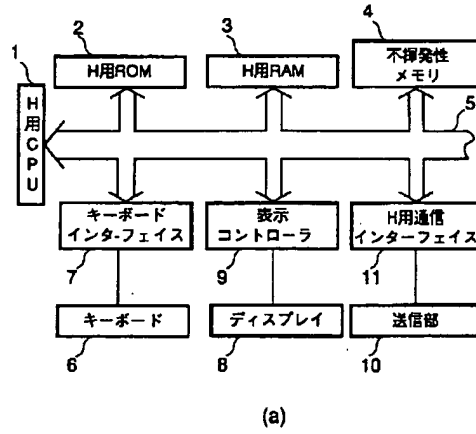 1
2
3
4
H用ROM
H用RAM
不揮発性
メモリ
H用CPU
5
キーボード
インターフェイス
表示
コントローラ
H用通信
インターフェイス
7
9
11
キーボード
ディスプレイ
送信部
6
8
10
(a)